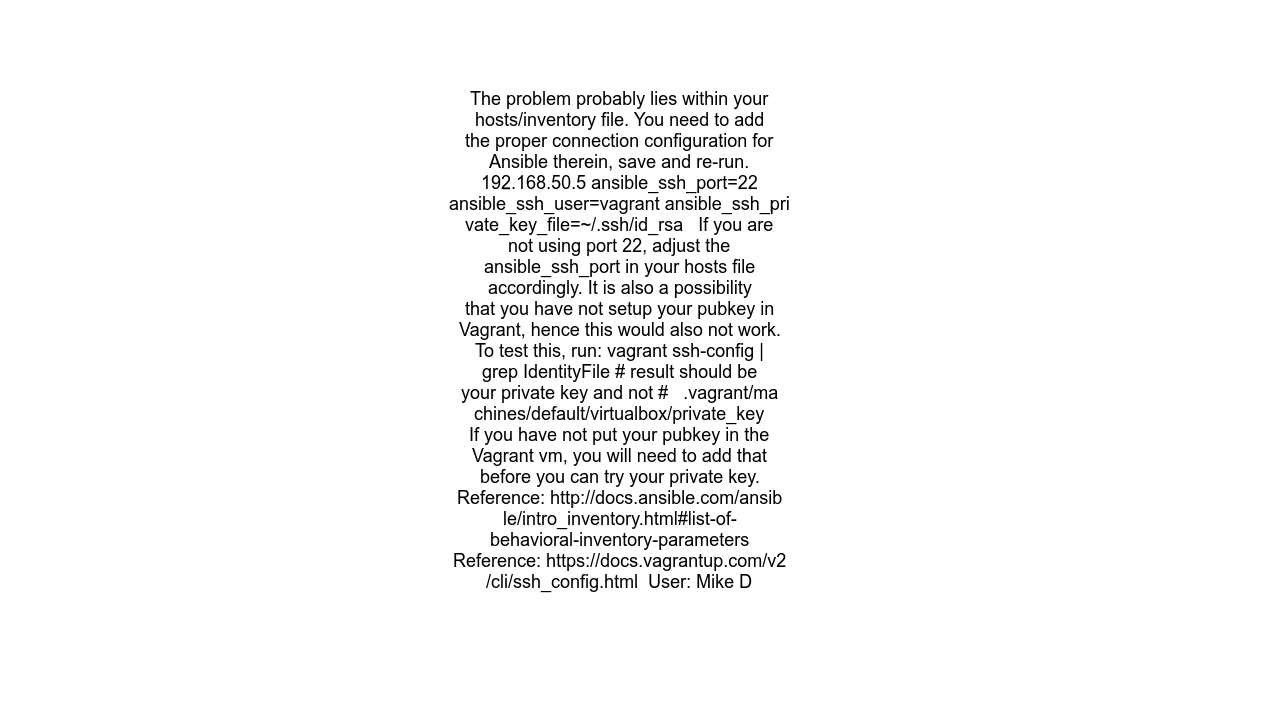 The problem probably lies within your
hosts/inventory file. You need to add
the proper connection configuration for
Ansible therein, save and re-run.
192.168.50.5 ansible_ssh_port=22
ansible_ssh_user=vagrant ansible_ssh_pri
vate_key_file=~/.ssh/id_rsa   If you are
not using port 22, adjust the
ansible_ssh_port in your hosts file
accordingly. It is also a possibility
that you have not setup your pubkey in
Vagrant, hence this would also not work.
To test this, run: vagrant ssh-config |
grep IdentityFile # result should be
your private key and not #   .vagrant/ma
chines/default/virtualbox/private_key
If you have not put your pubkey in the
Vagrant vm, you will need to add that
before you can try your private key.
Reference: http://docs.ansible.com/ansib
le/intro_inventory.html#list-of-
behavioral-inventory-parameters
Reference: https://docs.vagrantup.com/v2
/cli/ssh_config.html  User: Mike D